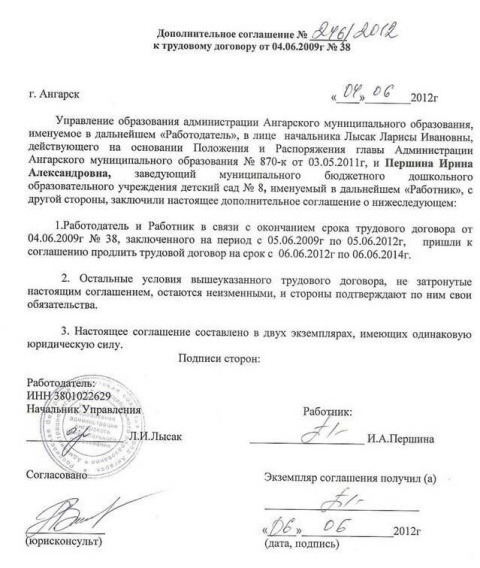 Дополнительное соглашение № 246/2012
к трудовому договору от 04.06.2009г № 38
г. Ангарск «04» 06 2012г
Управление образования администрации Ангарского муниципального образования,
именуемое в дальнейшем «Работодатель», в лице начальника Лысак Ларисы Ивановны,
действующего на основании Положения и Распоряжения главы Администрации
Ангарского муниципального образования № 870-к от 03.05.2011г, и Першина Ирина
Александровна, заведующий муниципального бюджетного дошкольного
образовательного учреждения детский сад № 8, именуемый в дальнейшем «Работник», с
другой стороны, заключили настоящее дополнительное соглашение о нижеследующем:
1.Работодатель и Работник в связи с окончанием срока трудового договора от
04.06.2009г № 38, заключенного на период с 05.06.2009г по 05.06.2012г, пришли к
соглашению продлить трудовой договор на срок с 06.06.2012г по 06.06.2014г.
2. Остальные условия вышеуказанного трудового договора, не затронутые
настоящим соглашением, остаются неизменными, и стороны подтверждают по ним свои
обязательства.
3. Настоящее соглашение составлено в двух экземплярах, имеющих одинаковую
юридическую силу.
Подписи сторон:
Работодатель:
ИНН 3801022629
Начальник Управления
Л.И.Лысак
Работник:
И.А.Першина
Согласовано
(юрисконсульт)
Экземпляр соглашения получил (а)
«06» 06 2012г
(дата, подпись)